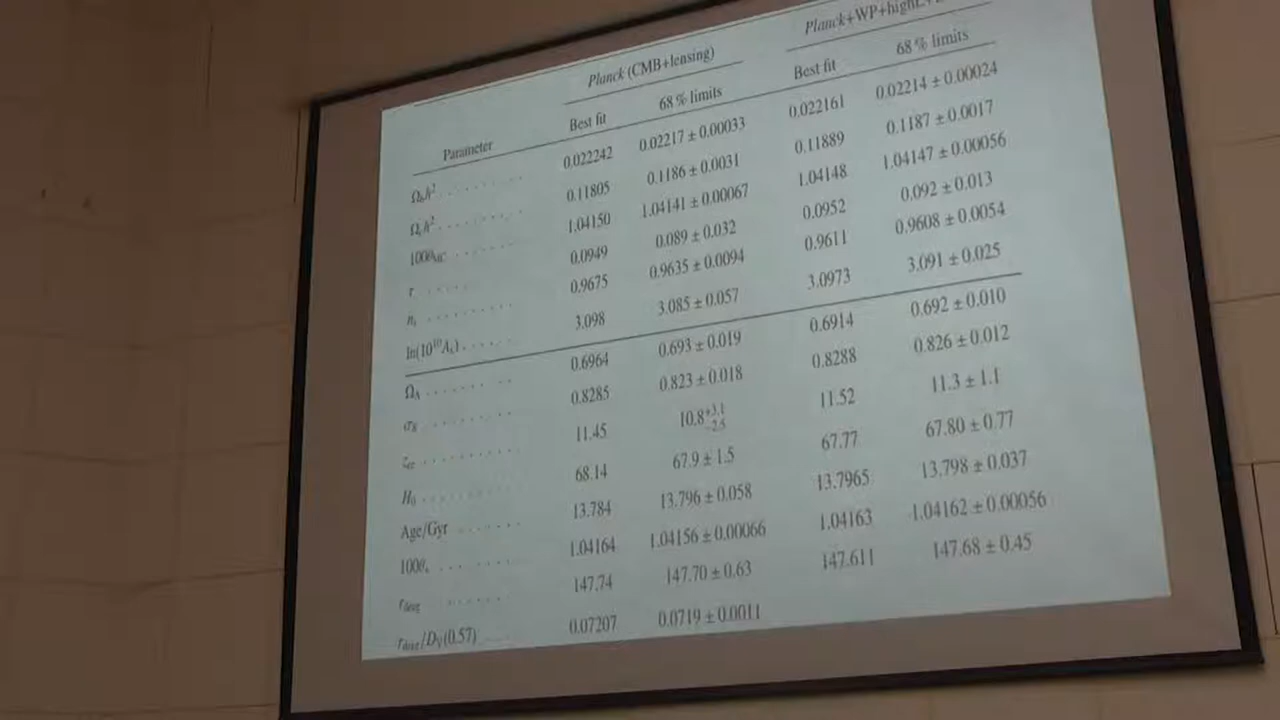 Planck (CMB+lensing) Planck+WP+highL+
Parameter Best fit 68 % limits Best fit 68 % limits
Ω_b h² . . . . . . . . . . 0.022242 0.02217 ± 0.00033 0.022161 0.02214 ± 0.00024
Ω_c h² . . . . . . . . . . 0.11805 0.1186 ± 0.0031 0.11889 0.1187 ± 0.0017
100θ_MC . . . . . . . . 1.04150 1.04141 ± 0.00067 1.04148 1.04147 ± 0.00056
τ . . . . . . 0.0949 0.089 ± 0.032 0.0952 0.092 ± 0.013
n_s . . . . . . . . . . 0.9675 0.9635 ± 0.0094 0.9611 0.9608 ± 0.0054
ln(10¹⁰A_s) . . . . . . 3.098 3.085 ± 0.057 3.0973 3.091 ± 0.025
Ω_Λ . . . . . . . . . . 0.6964 0.693 ± 0.019 0.6914 0.692 ± 0.010
σ_8 . . . . . . . . . . 0.8285 0.823 ± 0.018 0.8288 0.826 ± 0.012
z_re . . . . . . . . . . 11.45 10.8 +3.1 −2.5 11.52 11.3 ± 1.1
H_0 . . . . . . . . . . 68.14 67.9 ± 1.5 67.77 67.80 ± 0.77
Age/Gyr . . . . . . . 13.784 13.796 ± 0.058 13.7965 13.798 ± 0.037
100θ_* . . . . . . . . 1.04164 1.04156 ± 0.00066 1.04163 1.04162 ± 0.00056
r_drag . . . . . . . 147.74 147.70 ± 0.63 147.611 147.68 ± 0.45
r_drag/D_V(0.57) . . . 0.07207 0.0719 ± 0.0011